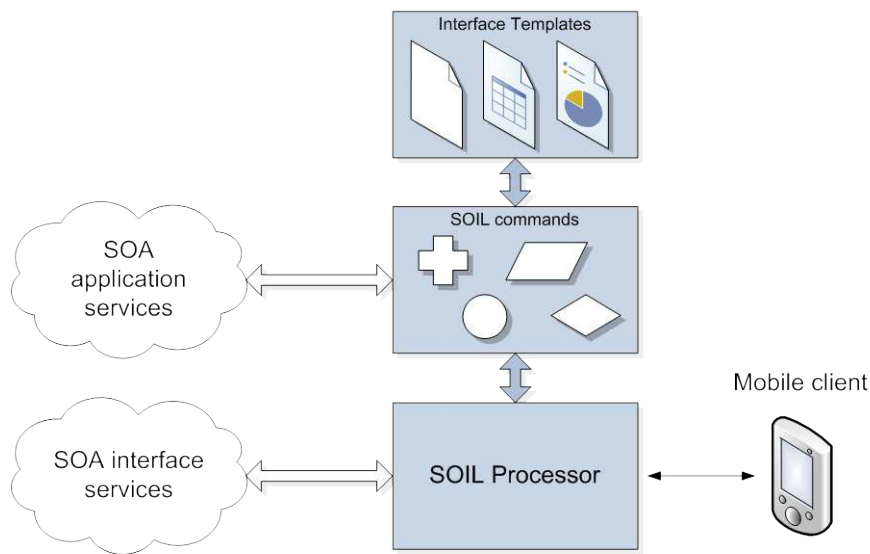 Interface Templates
SOIL commands
SOA
application
services
Mobile client
SOA interface
services
SOIL Processor